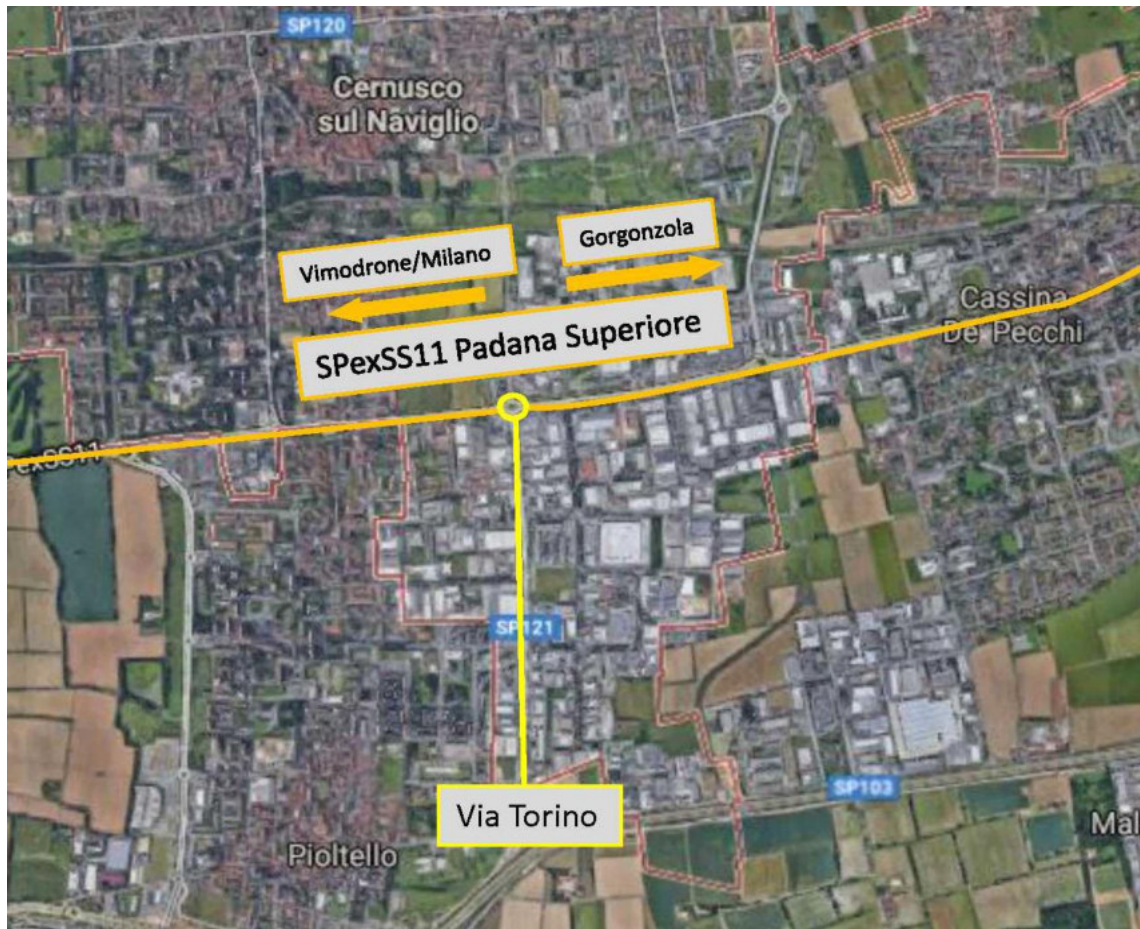 SP120
Cernusco
sul Naviglio
Gorgonzola
Vimodrone/Milano
SPexSS11 Padana Superiore
Cassina
De' Pecchi
exSS11
SP121
SP103
Via Torino
Pioltello
Mal